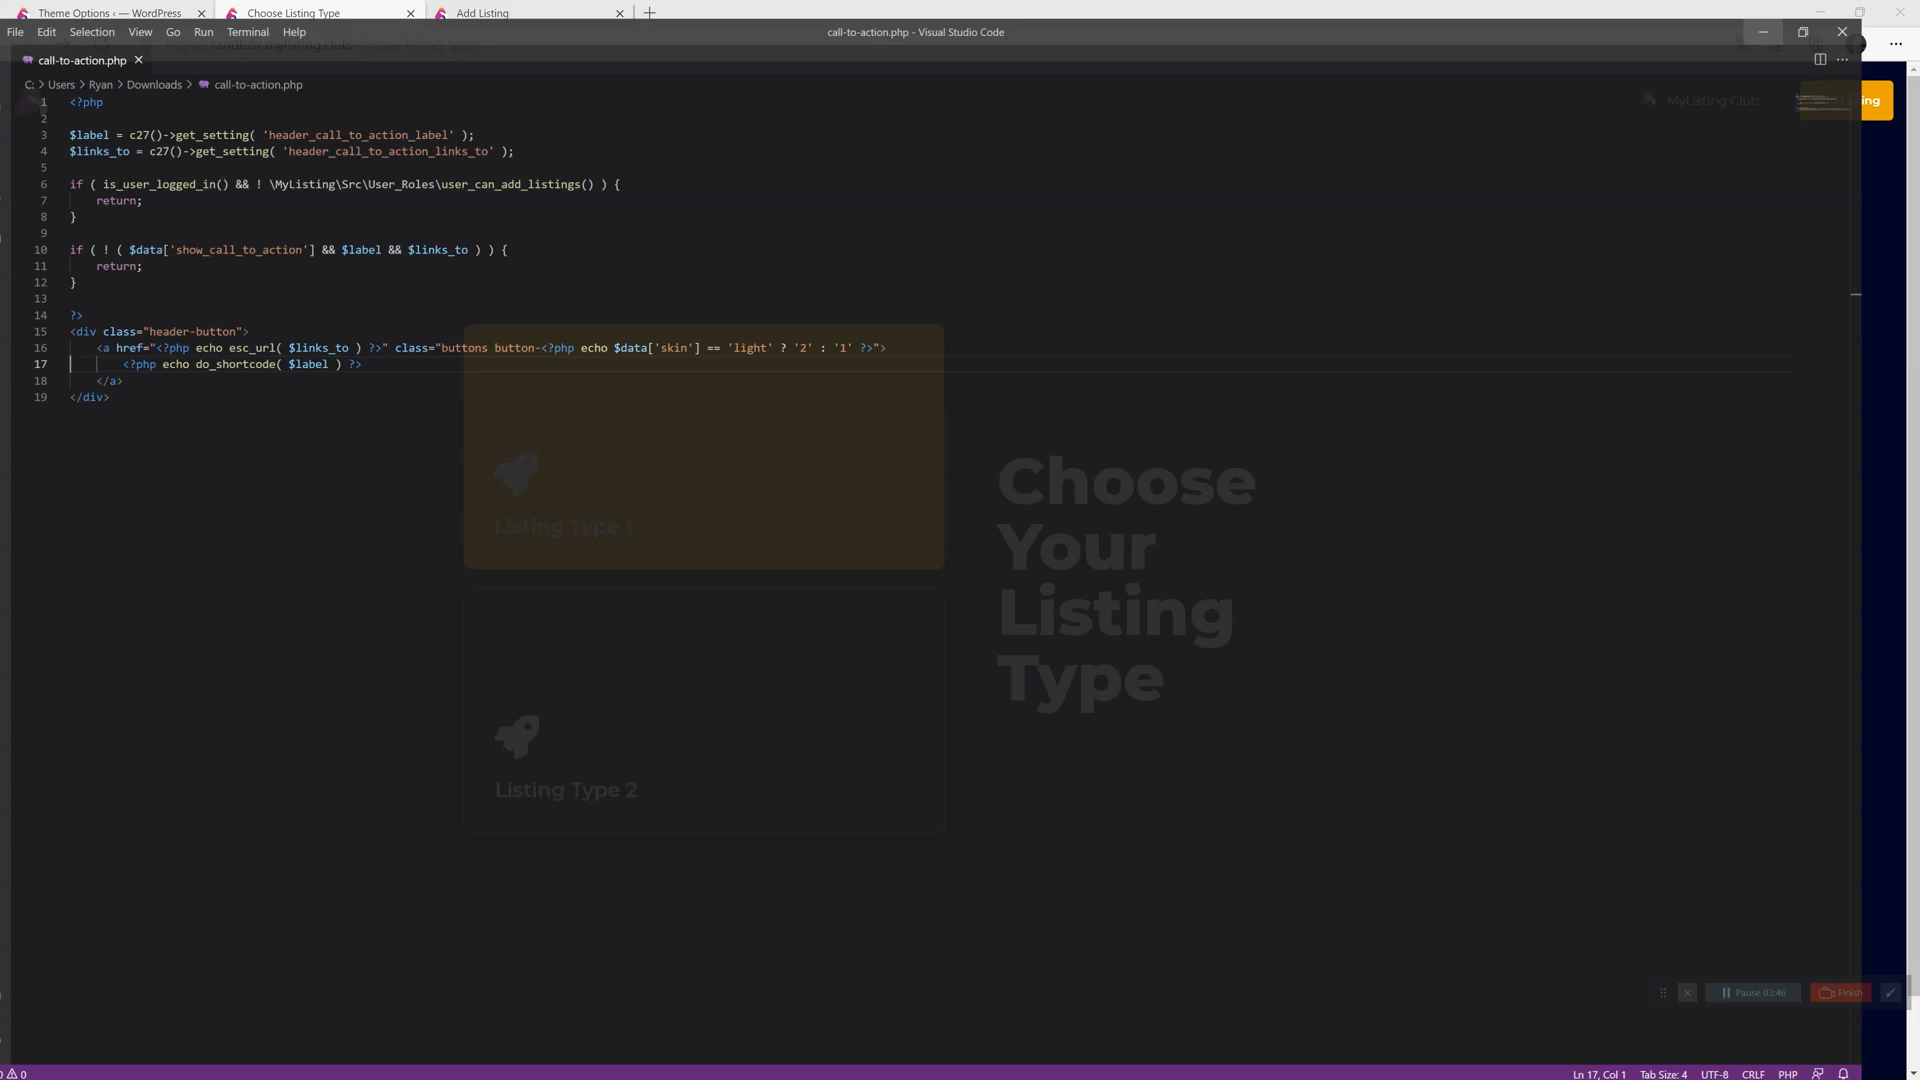 Theme Options ‹ — WordPress
Choose Listing Type
Add Listing
File Edit Selection View Go Run Terminal Help
call-to-action.php - Visual Studio Code
call-to-action.php
C: > Users > Ryan > Downloads > call-to-action.php
MyListing Club
ing
1 <?php
2
3 $label = c27()->get_setting( 'header_call_to_action_label' );
4 $links_to = c27()->get_setting( 'header_call_to_action_links_to' );
5
6 if ( is_user_logged_in() && ! \MyListing\Src\User_Roles\user_can_add_listings() ) {
7 return;
8 }
9
10 if ( ! ( $data['show_call_to_action'] && $label && $links_to ) ) {
11 return;
12 }
13
14 ?>
15 <div class="header-button">
16 <a href="<?php echo esc_url( $links_to ) ?>" class="buttons button-<?php echo $data['skin'] == 'light' ? '2' : '1' ?>">
17 <?php echo do_shortcode( $label ) ?>
18 </a>
19 </div>
Listing Type 1
Choose
Your
Listing
Type
Listing Type 2
Pause 03:46
Finish
0
Ln 17, Col 1 Tab Size: 4 UTF-8 CRLF PHP